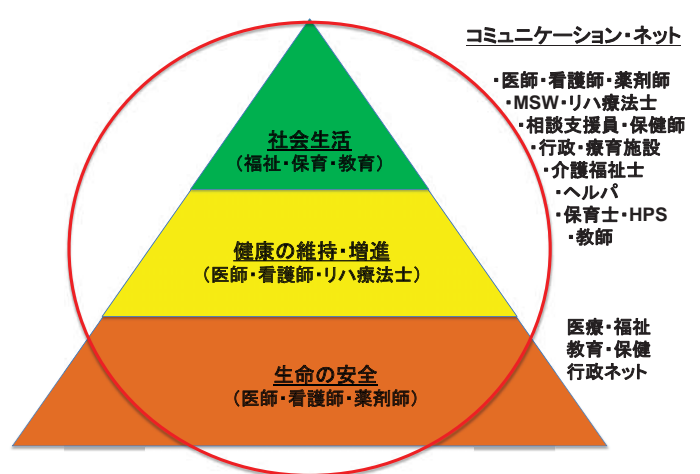 コミュニケーション・ネット
・医師・看護師・薬剤師
・MSW・リハ療法士
・相談支援員・保健師
・行政・療育施設
・介護福祉士
・ヘルパ
・保育士・HPS
・教師
社会生活
（福祉・保育・教育）
健康の維持・増進
（医師・看護師・リハ療法士）
医療・福祉
教育・保健
行政ネット
生命の安全
（医師・看護師・薬剤師）